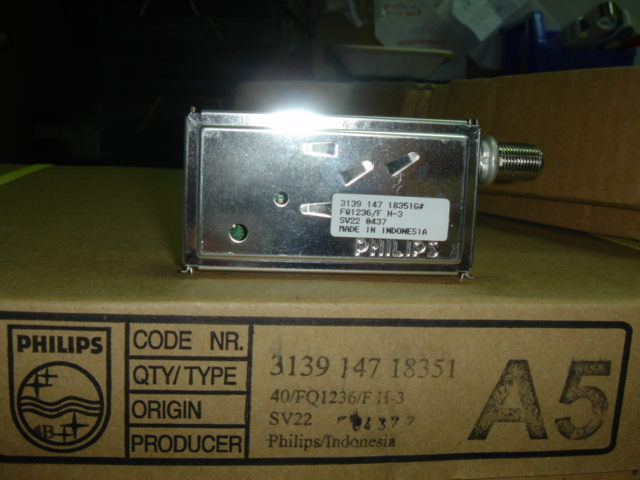 3139 147 18351G#
FQ1236/F H-3
SV22 0437
MADE IN INDONESIA
PHILIPS
PHILIPS
CODE NR.
QTY/TYPE
ORIGIN
PRODUCER
3139 147 18351
40/FQ1236/F H-3
SV22
Philips/Indonesia
A5